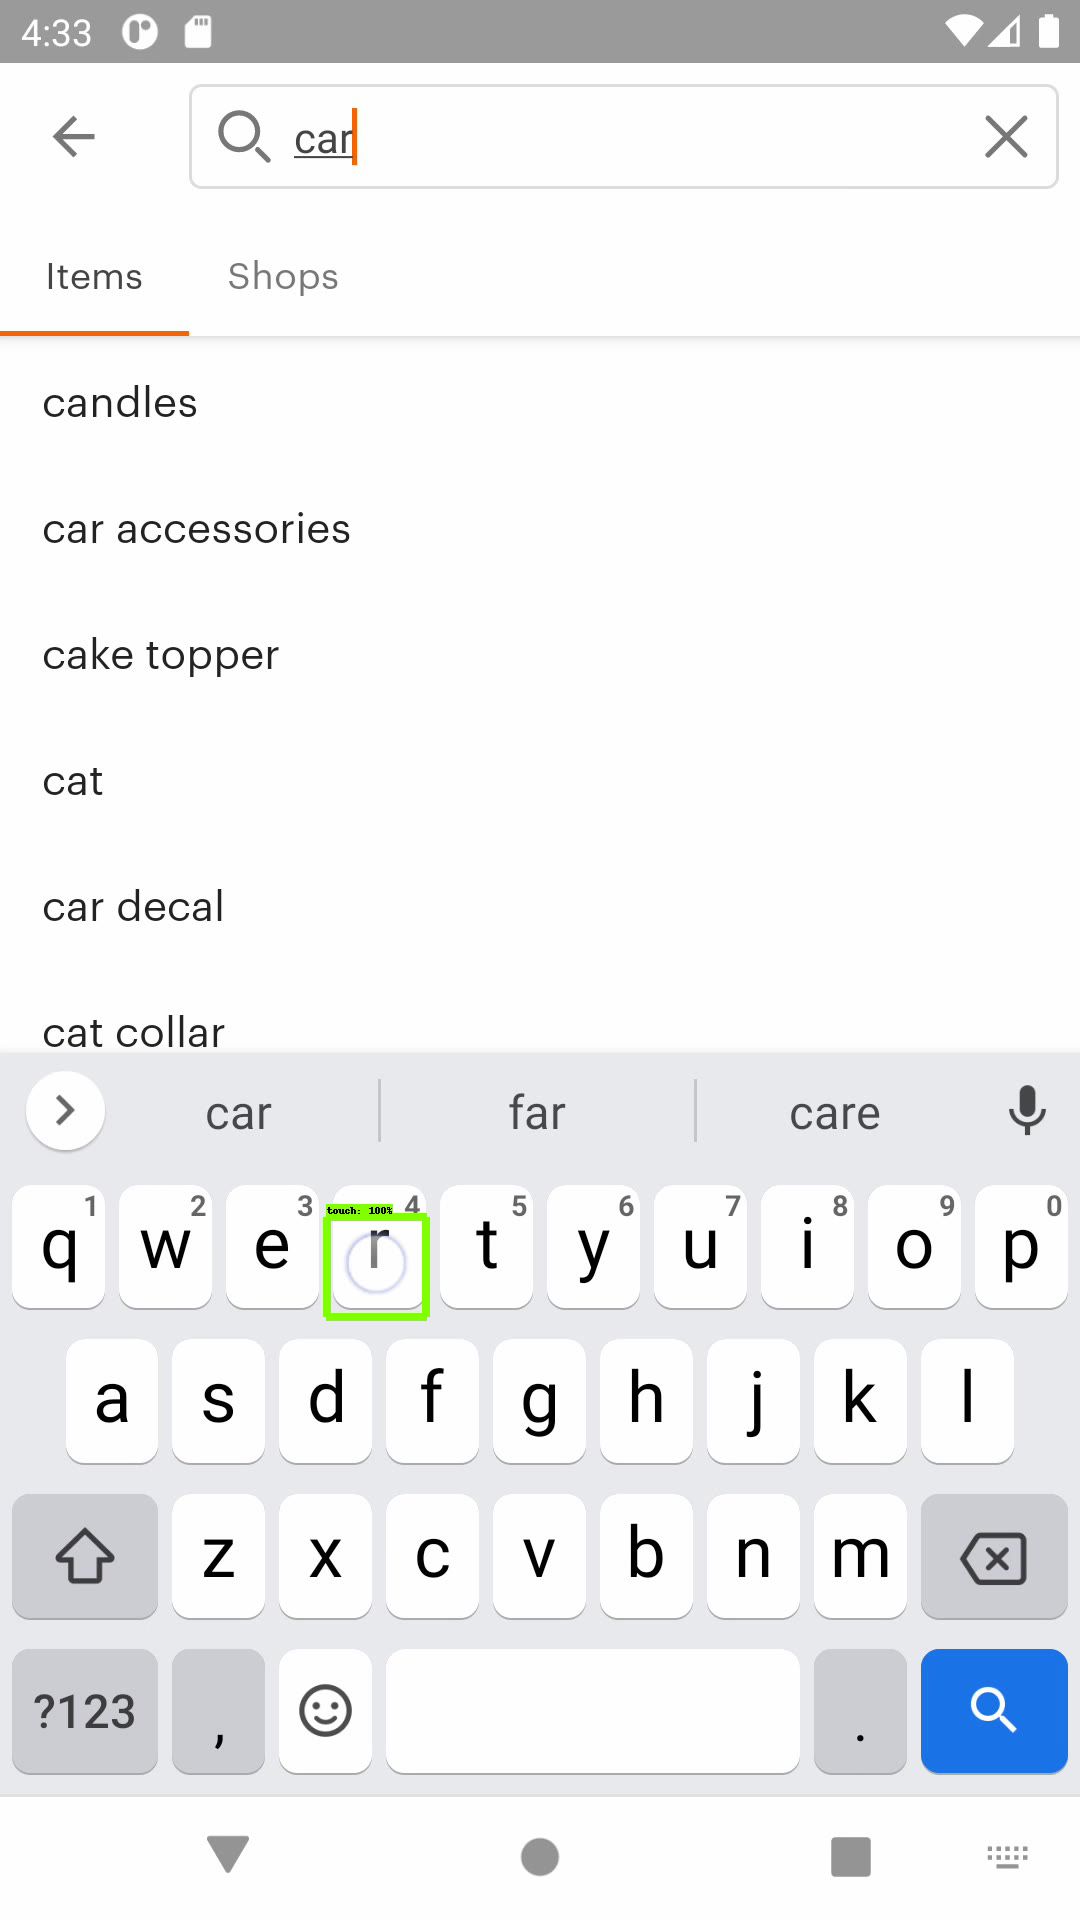 4:33
car
Items Shops
candles
car accessories
cake topper
cat
car decal
cat collar
car far care
1 2 3 4 5 6 7 8 9 0
touch: 100%
q w e r t y u i o p
a s d f g h j k l
z x c v b n m
?123 , .